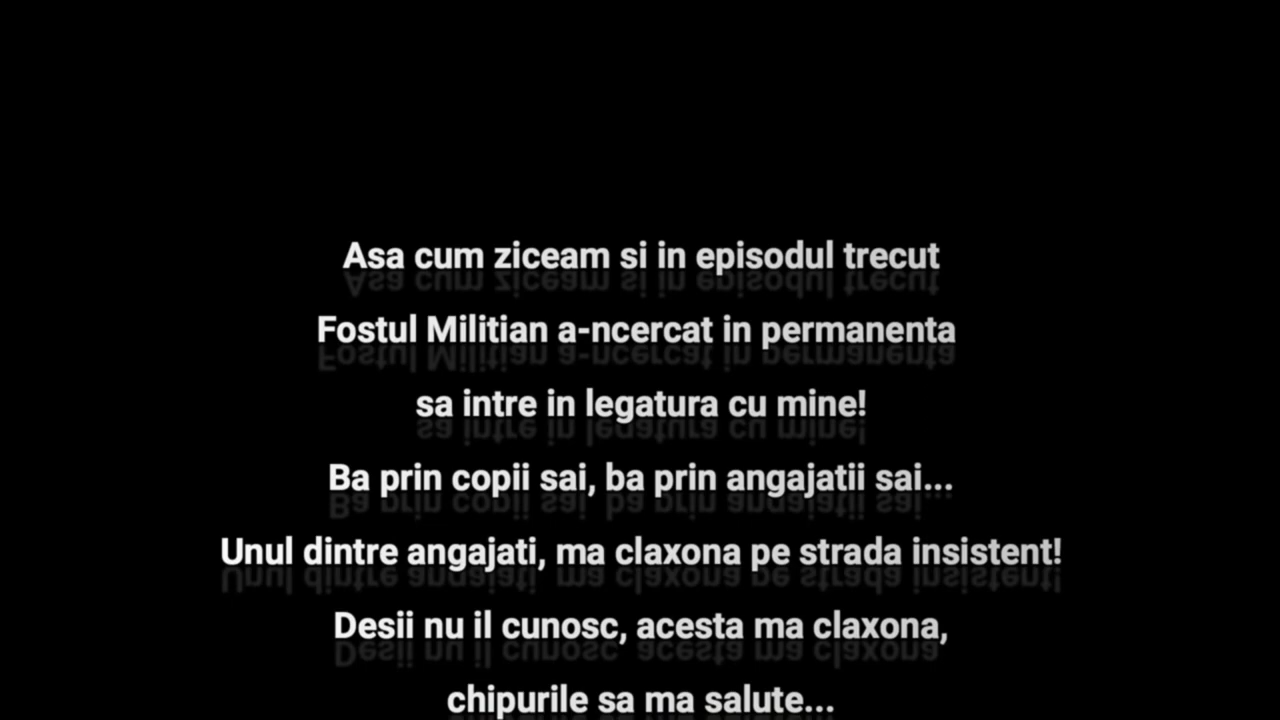 Asa cum ziceam si in episodul trecut
Fostul Militian a-ncercat in permanenta
sa intre in legatura cu mine!
Ba prin copii sai, ba prin angajatii sai...
Unul dintre angajati, ma claxona pe strada insistent!
Desii nu il cunosc, acesta ma claxona,
chipurile sa ma salute...